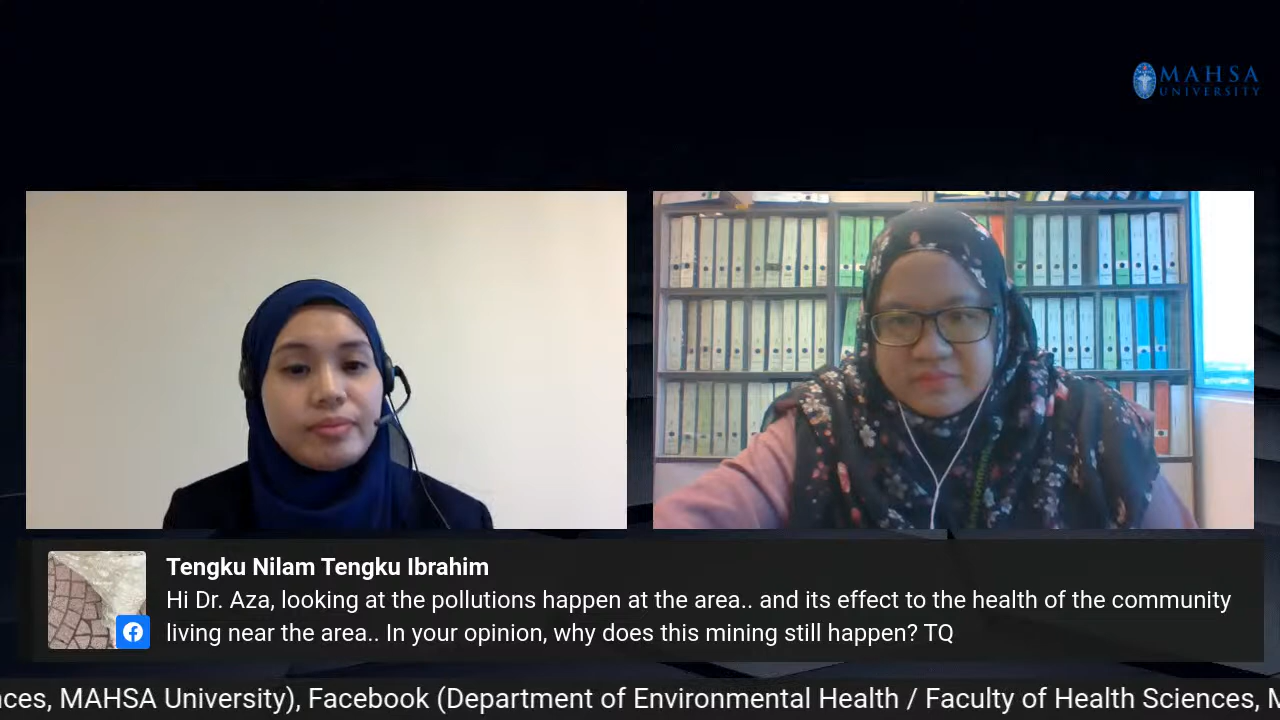 MAHSA
UNIVERSITY
Tengku Nilam Tengku Ibrahim
Hi Dr. Aza, looking at the pollutions happen at the area.. and its effect to the health of the community
living near the area.. In your opinion, why does this mining still happen? TQ
ces, MAHSA University), Facebook (Department of Environmental Health / Faculty of Health Sciences, M